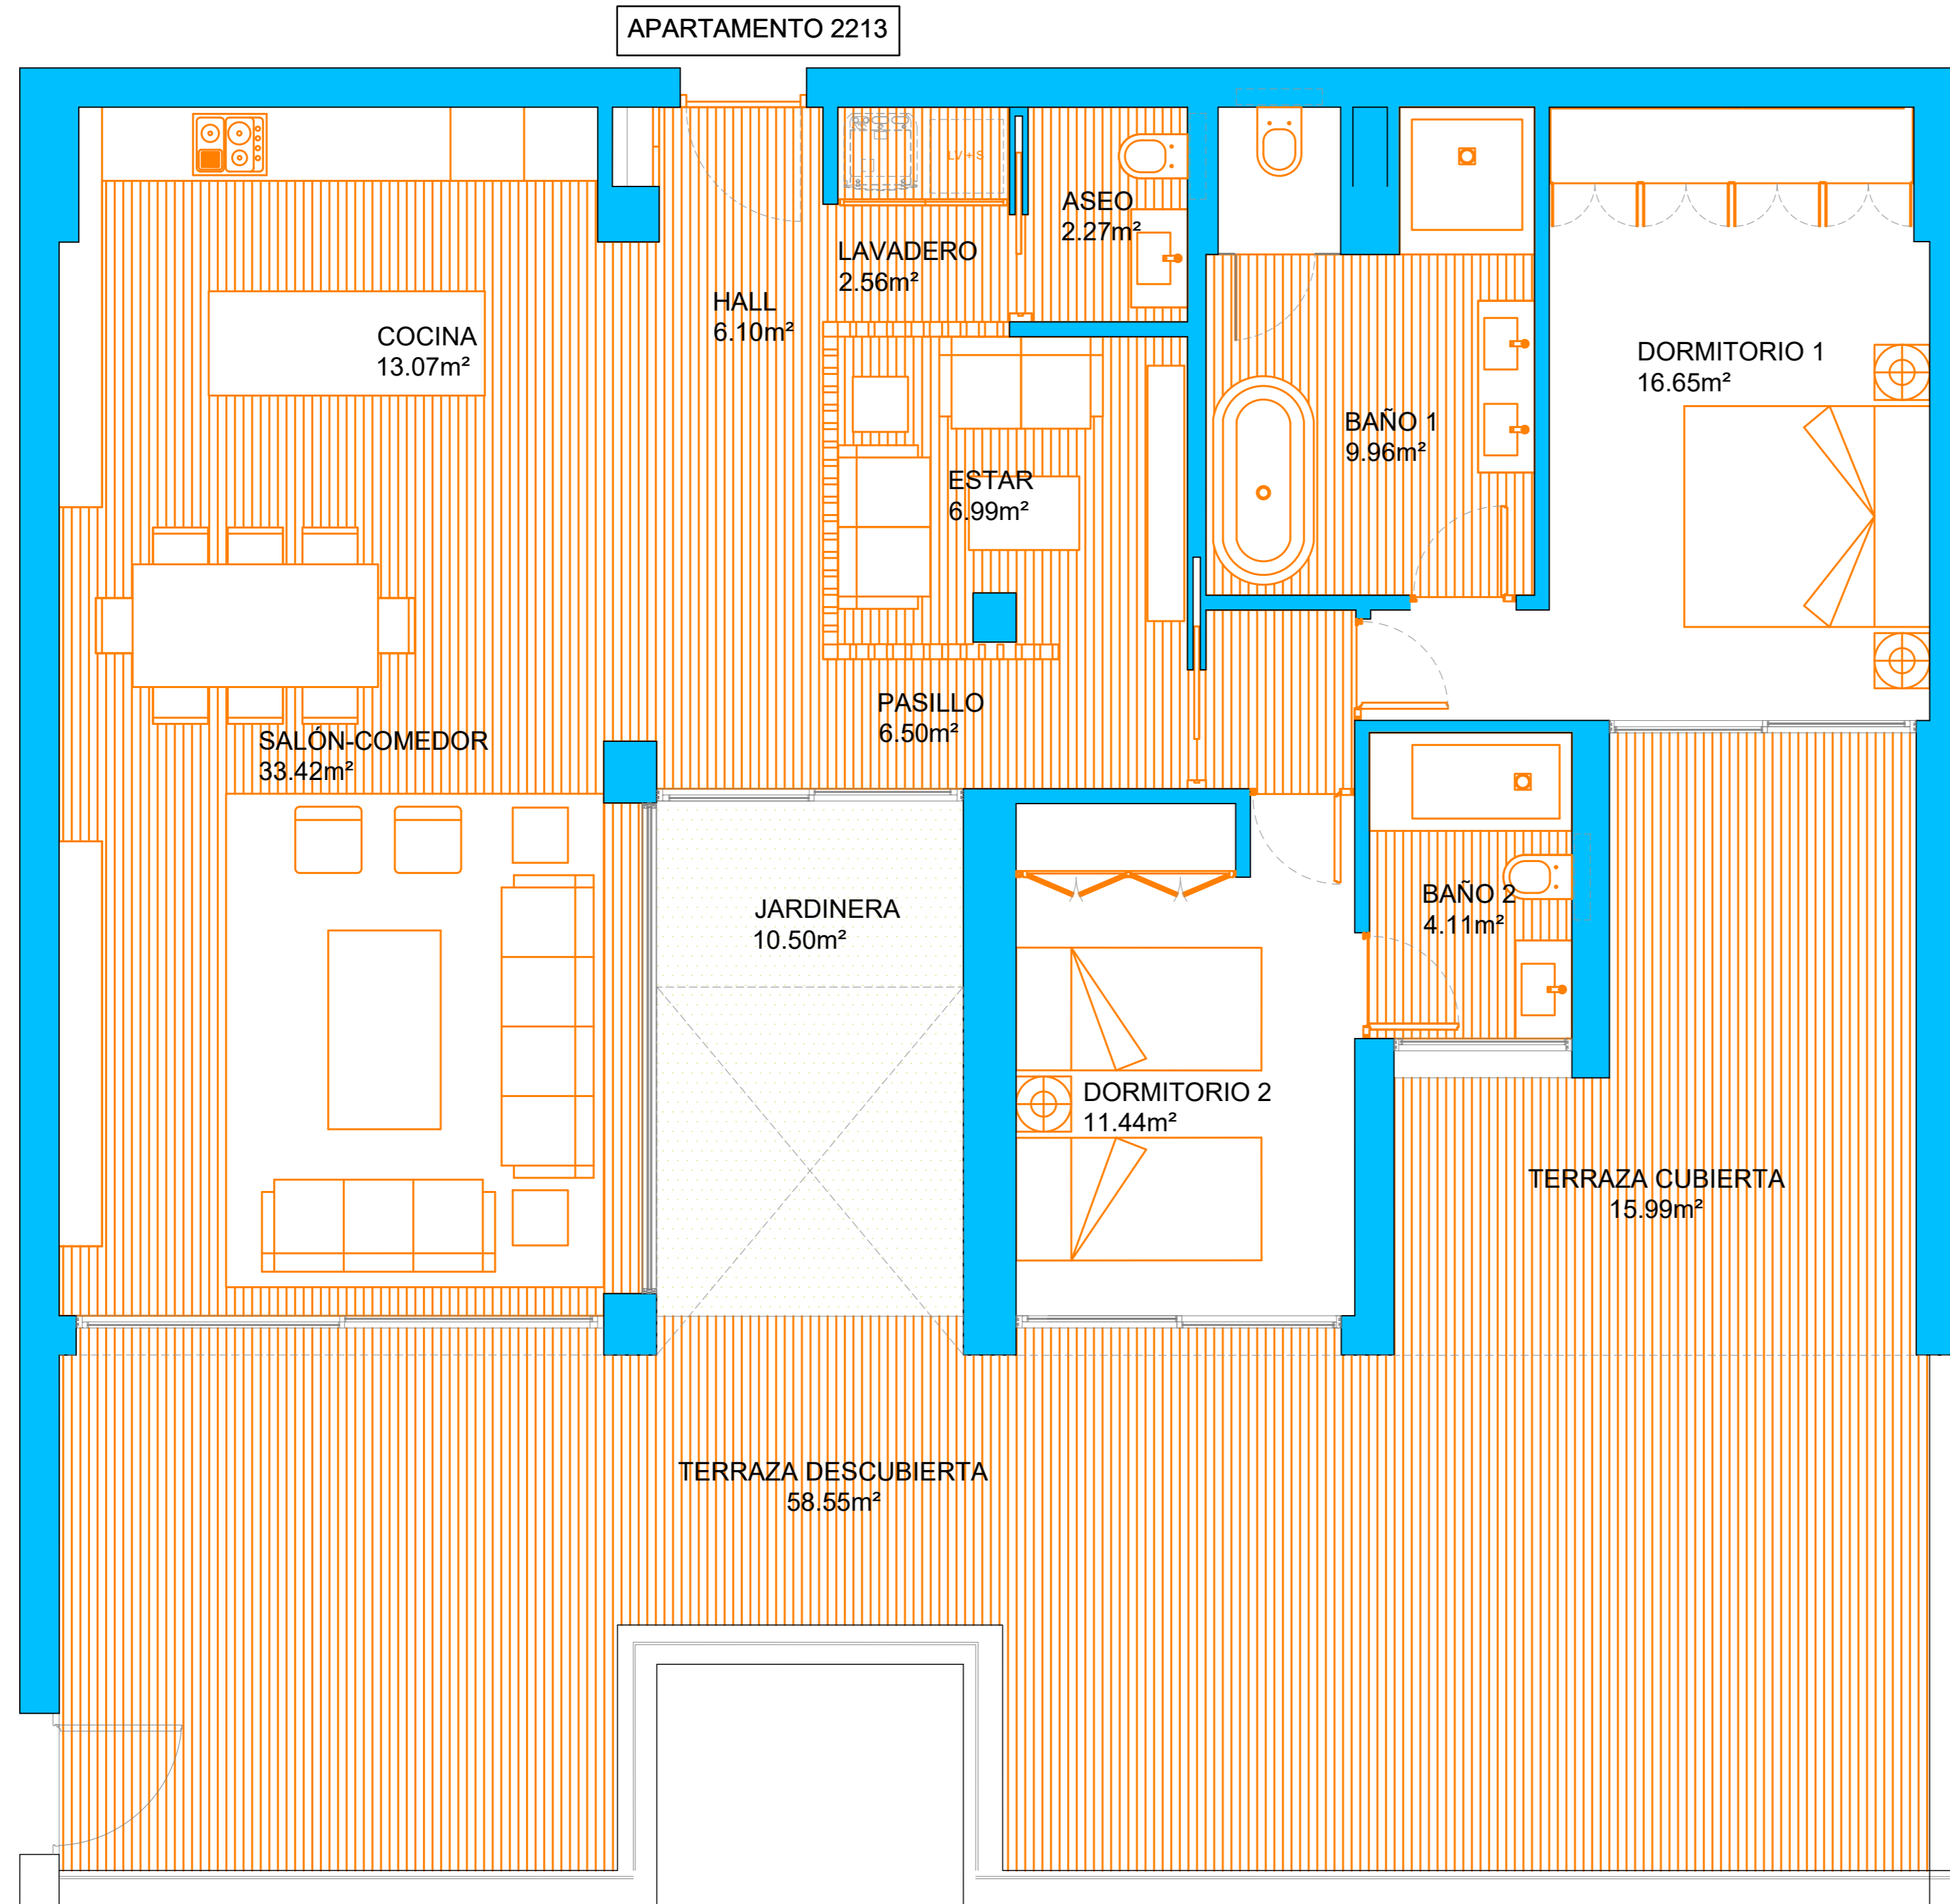 APARTAMENTO 2213
LV + S
ASEO
2.27m²
LAVADERO
2.56m²
HALL
6.10m²
COCINA
13.07m²
DORMITORIO 1
16.65m²
BAÑO 1
9.96m²
ESTAR
6.99m²
PASILLO
6.50m²
SALÓN-COMEDOR
33.42m²
JARDINERA
10.50m²
BAÑO 2
4.11m²
DORMITORIO 2
11.44m²
TERRAZA CUBIERTA
15.99m²
TERRAZA DESCUBIERTA
58.55m²